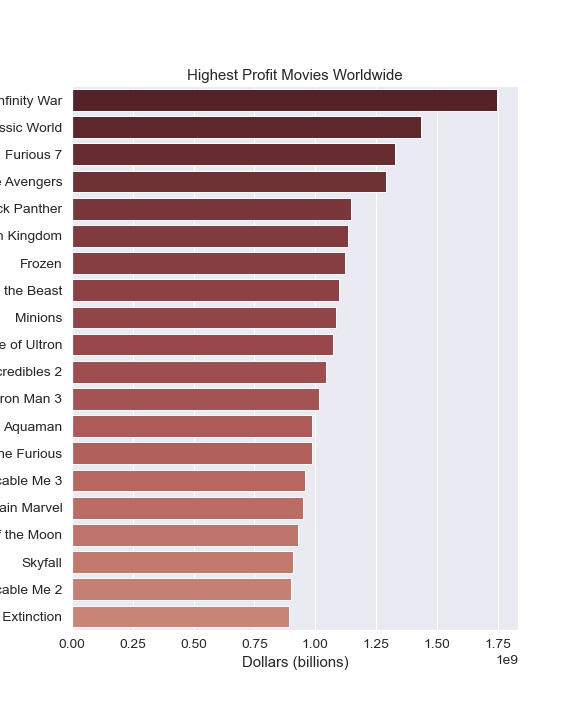 Highest Profit Movies Worldwide
nfinity War
ssic World
Furious 7
e Avengers
ck Panther
n Kingdom
Frozen
the Beast
Minions
e of Ultron
credibles 2
ron Man 3
Aquaman
he Furious
cable Me 3
ain Marvel
f the Moon
Skyfall
cable Me 2
Extinction
0.00 0.25 0.50 0.75 1.00 1.25 1.50 1.75
1e9
Dollars (billions)